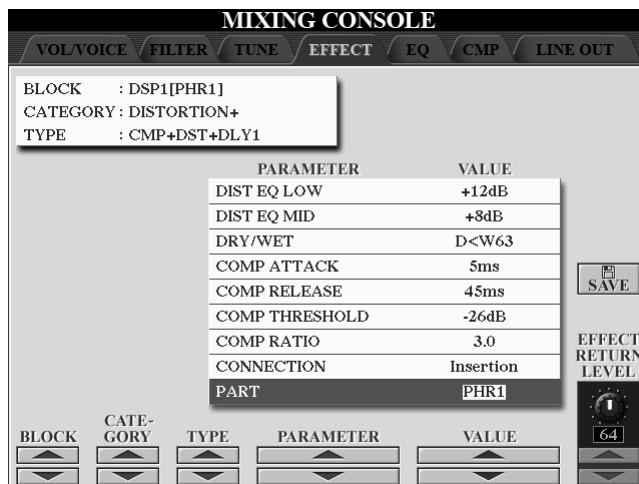 MIXING CONSOLE
VOL/VOICE FILTER TUNE EFFECT EQ CMP LINE OUT
BLOCK : DSP1[PHR1]
CATEGORY : DISTORTION+
TYPE : CMP+DST+DLY1
PARAMETER VALUE
DIST EQ LOW +12dB
DIST EQ MID +8dB
DRY/WET D<W63
COMP ATTACK 5ms
COMP RELEASE 45ms
COMP THRESHOLD -26dB
COMP RATIO 3.0
CONNECTION Insertion
PART PHR1
SAVE
EFFECT
RETURN
LEVEL
64
BLOCK CATE-
GORY TYPE PARAMETER VALUE